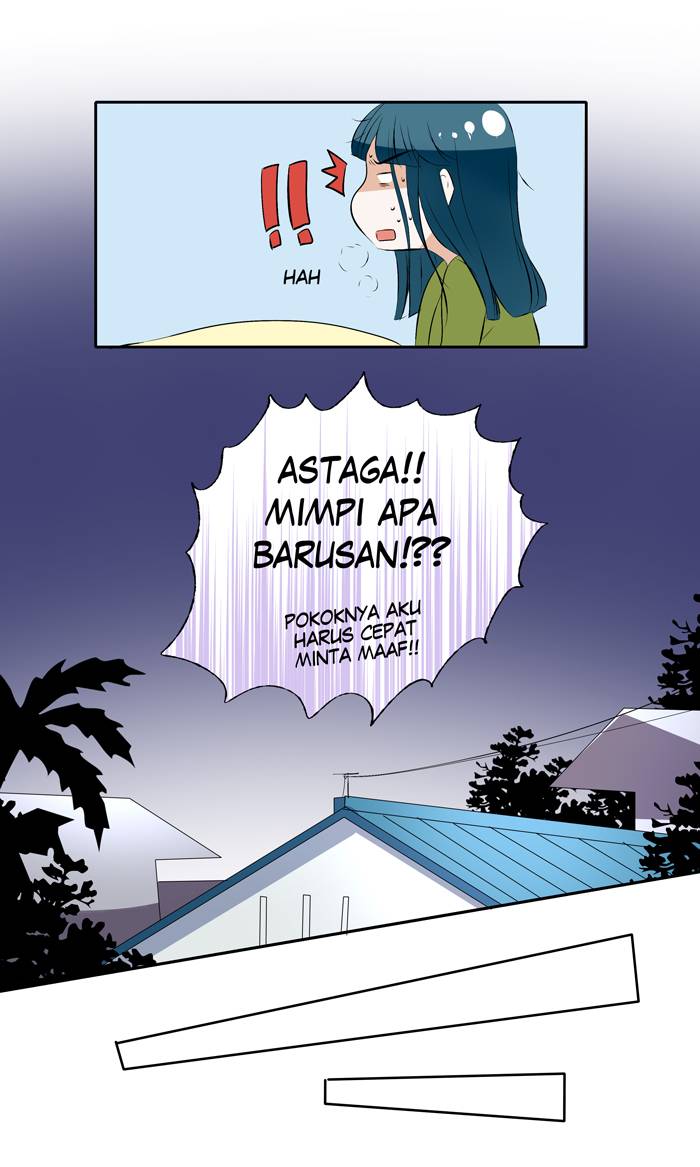 !!
HAH
ASTAGA!!
MIMPI APA
BARUSAN!??
POKOKNYA AKU
HARUS CEPAT
MINTA MAAF!!